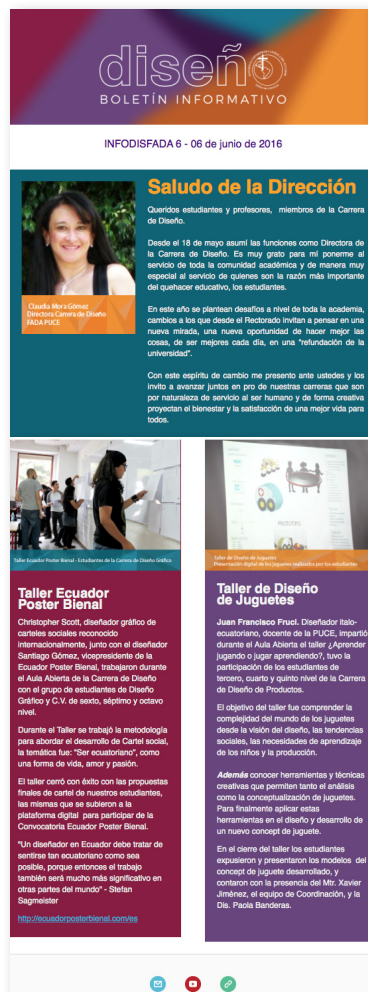 diseño
BOLETÍN INFORMATIVO
INFODISFADA 6 - 06 de junio de 2016
Saludo de la Dirección
Queridos estudiantes y profesores, miembros de la Carrera
de Diseño.
Desde el 18 de mayo asumí las funciones como Directora de
la Carrera de Diseño. Es muy grato para mí ponerme al
servicio de toda la comunidad académica y de manera muy
especial al servicio de quienes son la razón más importante
del quehacer educativo, los estudiantes.
En este año se plantean desafíos a nivel de toda la academia,
cambios a los que desde el Rectorado invitan a pensar en una
nueva mirada, una nueva oportunidad de hacer mejor las
cosas, de ser mejores cada día, en una "refundación de la
universidad".
Con este espíritu de cambio me presento ante ustedes y los
invito a avanzar juntos en pro de nuestras carreras que son
por naturaleza de servicio al ser humano y de forma creativa
proyectan el bienestar y la satisfacción de una mejor vida para
todos.
Claudia Mora Gómez
Directora Carrera de Diseño
FADA PUCE
Taller Ecuador Poster Bienal - Estudiantes de la Carrera de Diseño Gráfico
Taller Ecuador
Poster Bienal
Christopher Scott, diseñador gráfico de
carteles sociales reconocido
internacionalmente, junto con el diseñador
Santiago Gómez, vicepresidente de la
Ecuador Poster Bienal, trabajaron durante
el Aula Abierta de la Carrera de Diseño
con el grupo de estudiantes de Diseño
Gráfico y C.V. de sexto, séptimo y octavo
nivel.
Durante el Taller se trabajó la metodología
para abordar el desarrollo de Cartel social,
la temática fue: "Ser ecuatoriano", como
una forma de vida, amor y pasión.
El taller cerró con éxito con las propuestas
finales de cartel de nuestros estudiantes,
las mismas que se subieron a la
plataforma digital para participar de la
Convocatoria Ecuador Poster Bienal.
"Un diseñador en Ecuador debe tratar de
sentirse tan ecuatoriano como sea
posible, porque entonces el trabajo
también será mucho más significativo en
otras partes del mundo" - Stefan
Sagmeister
http://ecuadorposterbienal.com/es
Taller de Diseño de Juguetes
Presentación digital de los juguetes realizados por los estudiantes
Taller de Diseño
de Juguetes
Juan Francisco Fruci. Diseñador ítalo-
ecuatoriano, docente de la PUCE, impartió
durante el Aula Abierta el taller ¿Aprender
jugando o jugar aprendiendo?, tuvo la
participación de los estudiantes de
tercero, cuarto y quinto nivel de la Carrera
de Diseño de Productos.
El objetivo del taller fue comprender la
complejidad del mundo de los juguetes
desde la visión del diseño, las tendencias
sociales, las necesidades de aprendizaje
de los niños y la producción.
Además conocer herramientas y técnicas
creativas que permiten tanto el análisis
como la conceptualización de juguetes.
Para finalmente aplicar estas
herramientas en el diseño y desarrollo de
un nuevo concept de juguete.
En el cierre del taller los estudiantes
expusieron y presentaron los modelos del
concept de juguete desarrollado, y
contaron con la presencia del Mtr. Xavier
Jiménez, el equipo de Coordinación, y la
Dis. Paola Banderas.